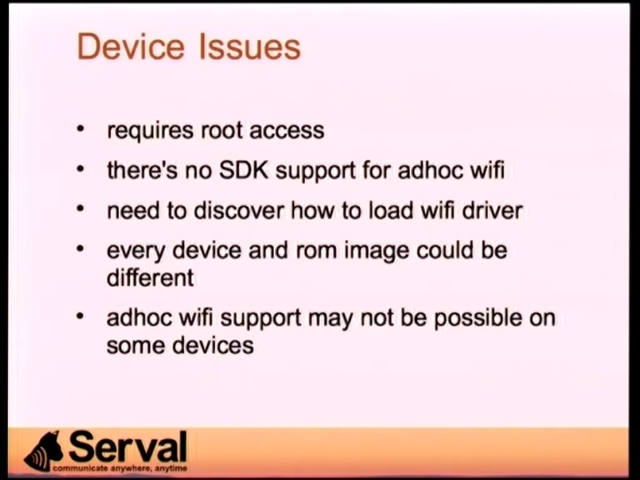 Device Issues
• requires root access
• there's no SDK support for adhoc wifi
• need to discover how to load wifi driver
• every device and rom image could be
different
• adhoc wifi support may not be possible on
some devices
Serval
communicate anywhere, anytime